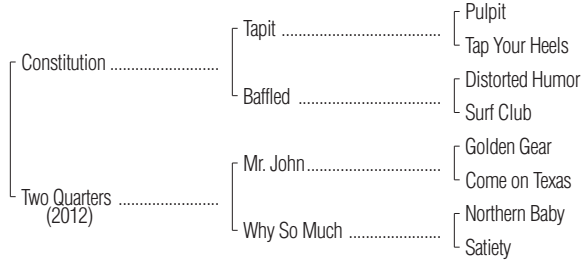 Pulpit
Tapit ............................
Tap Your Heels
Constitution ...........................
Distorted Humor
Baffled ...................................
Surf Club
Golden Gear
Mr. John.................................
Come on Texas
Two Quarters .........................
(2012)
Northern Baby
Why So Much .......................
Satiety